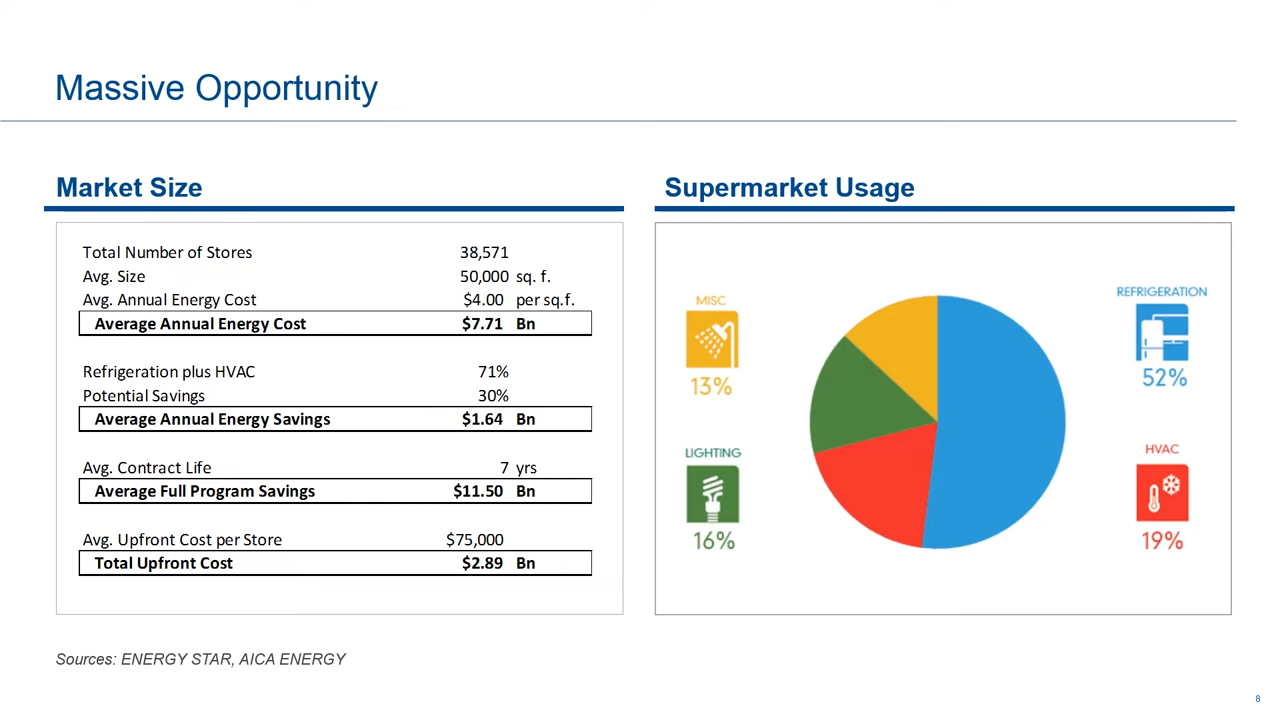 Massive Opportunity
Market Size
Total Number of Stores 38,571
Avg. Size 50,000 sq. f.
Avg. Annual Energy Cost $4.00 per sq.f.
Average Annual Energy Cost $7.71 Bn
Refrigeration plus HVAC 71%
Potential Savings 30%
Average Annual Energy Savings $1.64 Bn
Avg. Contract Life 7 yrs
Average Full Program Savings $11.50 Bn
Avg. Upfront Cost per Store $75,000
Total Upfront Cost $2.89 Bn
Supermarket Usage
MISC
13%
REFRIGERATION
52%
LIGHTING
16%
HVAC
19%
Sources: ENERGY STAR, AICA ENERGY
8